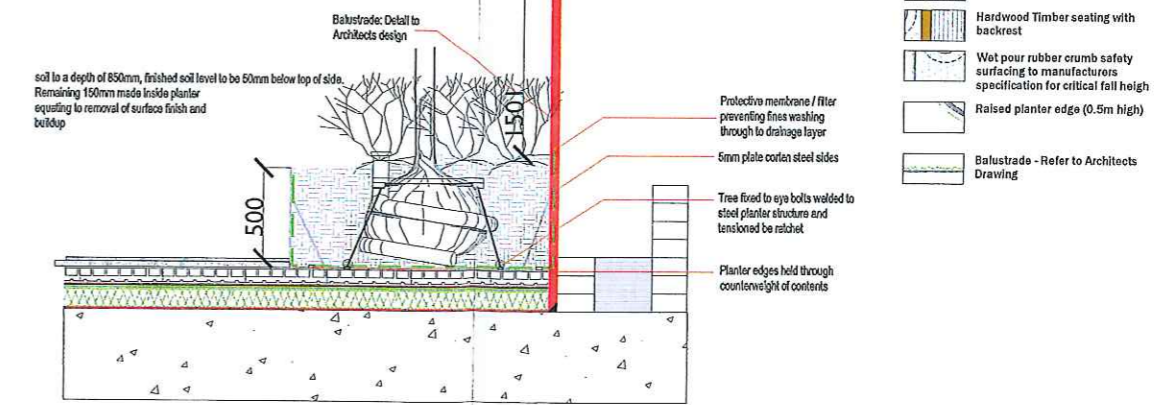 Balustrade: Detail to
Architects design
soil to a depth of 850mm, finished soil level to be 50mm below top of side.
Remaining 150mm made inside planter
equating to removal of surface finish and
buildup
150
500
Protective membrane / filter
preventing fines washing
through to drainage layer
5mm plate corten steel sides
Tree fixed to eye bolts welded to
steel planter structure and
tensioned be ratchet
Planter edges held through
counterweight of contents
Hardwood Timber seating with
backrest
Wet pour rubber crumb safety
surfacing to manufacturers
specification for critical fall heigh
Raised planter edge (0.5m high)
Balustrade - Refer to Architects
Drawing